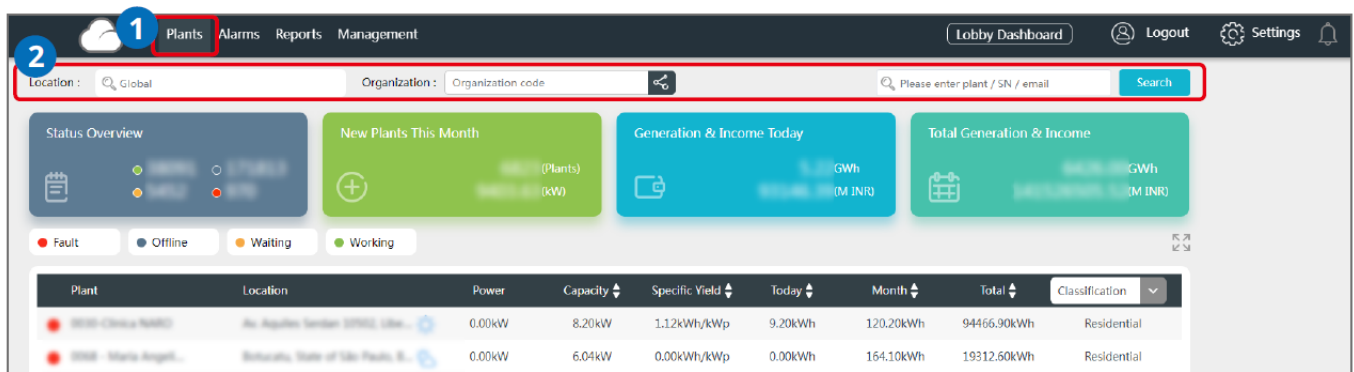 1
Plants Alarms Reports Management Lobby Dashboard Logout Settings
2
Location : Global Organization : Organization code Please enter plant / SN / email Search
Status Overview New Plants This Month Generation & Income Today Total Generation & Income
(Plants) GWh GWh
(kW) (M INR) (M INR)
Fault Offline Waiting Working
Plant Location Power Capacity Specific Yield Today Month Total Classification
0.00kW 8.20kW 1.12kWh/kWp 9.20kWh 120.20kWh 94466.90kWh Residential
0.00kW 6.04kW 0.00kWh/kWp 0.00kWh 164.10kWh 19312.60kWh Residential